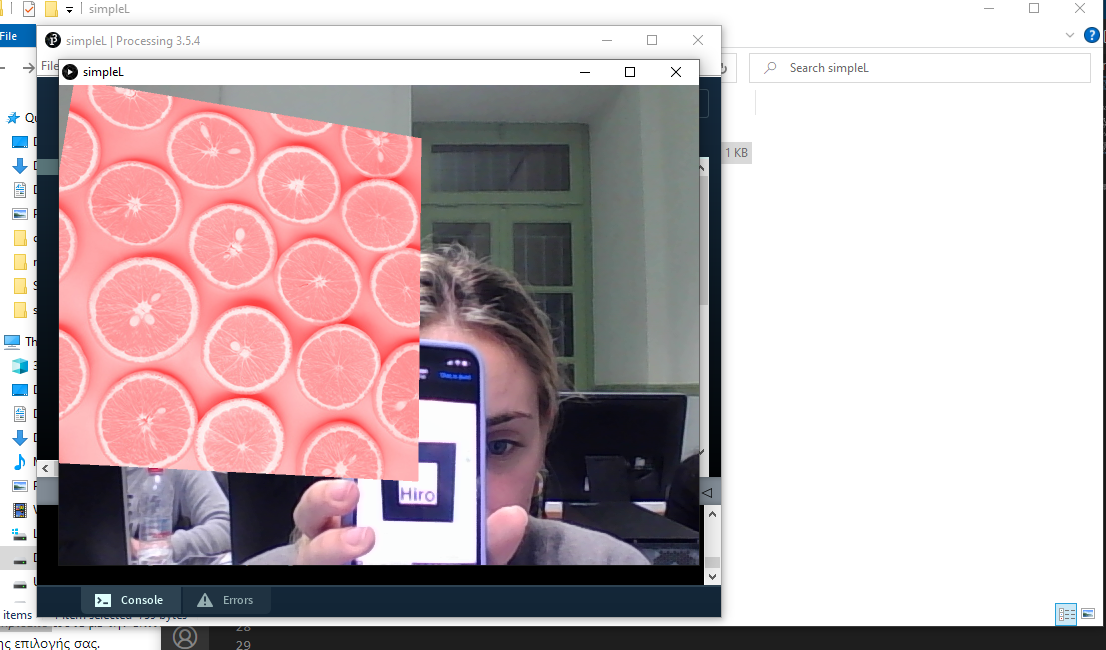 simpleL
File
simpleL | Processing 3.5.4
File
simpleL
Search simpleL
1 KB
Hiro
Console
Errors
items
28
ης επιλογής σας.
29